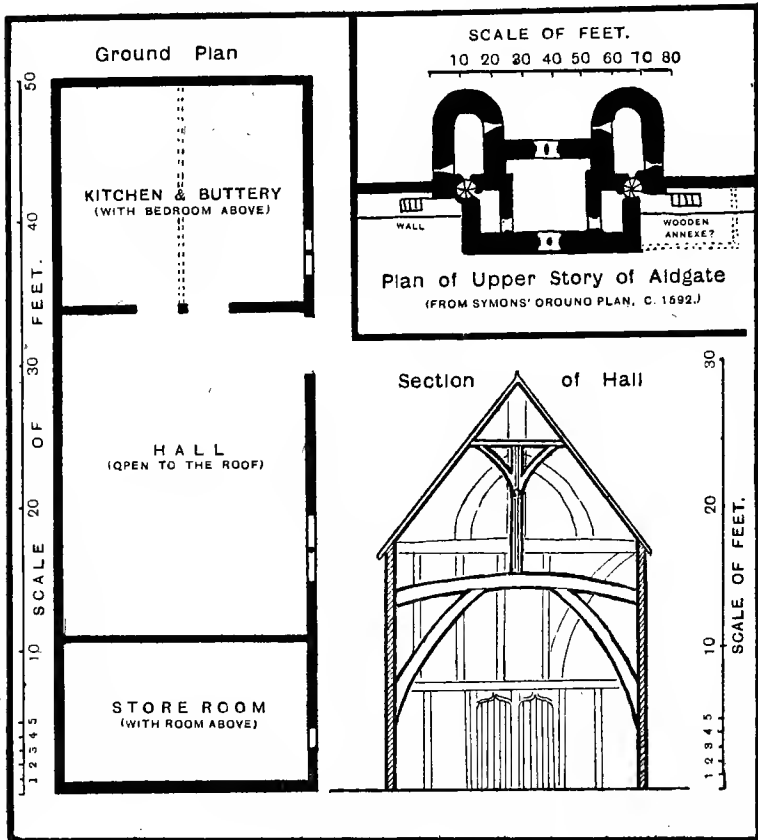 Ground Plan
50
40
30
20
10
5
4
3
2
1
SCALE OF FEET.
KITCHEN & BUTTERY
(WITH BEDROOM ABOVE)
HALL
(OPEN TO THE ROOF)
STORE ROOM
(WITH ROOM ABOVE)
SCALE OF FEET.
10 20 30 40 50 60 70 80
WALL
WOODEN
ANNEXE?
Plan of Upper Story of Aldgate
(FROM SYMONS' GROUND PLAN, C. 1592.)
Section of Hall
30
20
10
5
4
3
2
1
SCALE OF FEET.